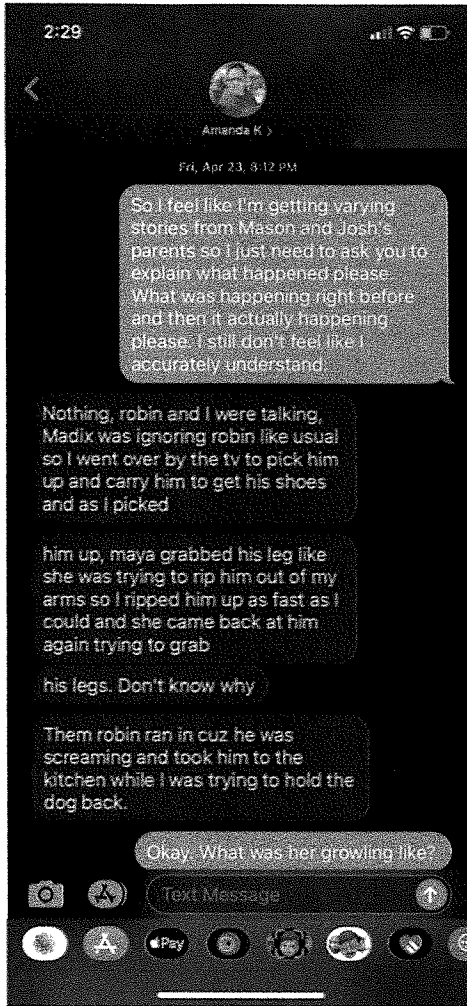 2:29
Amanda K >
Fri, Apr 23, 8:12 PM
So I feel like I'm getting varying
stories from Mason and Josh's
parents so I just need to ask you to
explain what happened please.
What was happening right before
and then it actually happening
please. I still don't feel like I
accurately understand.
Nothing, robin and I were talking,
Madix was ignoring robin like usual
so I went over by the tv to pick him
up and carry him to get his shoes
and as I picked
him up, maya grabbed his leg like
she was trying to rip him out of my
arms so I ripped him up as fast as I
could and she came back at him
again trying to grab
his legs. Don't know why
Them robin ran in cuz he was
screaming and took him to the
kitchen while I was trying to hold the
dog back.
Okay. What was her growling like?
Text Message
Pay